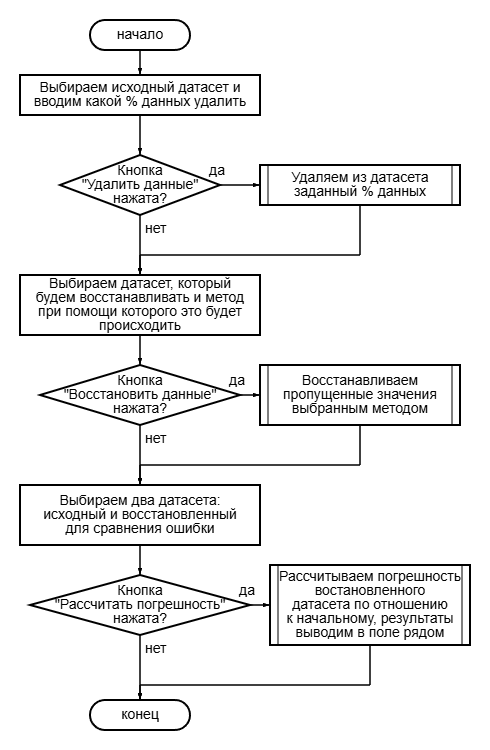 начало
Выбираем исходный датасет и
вводим какой % данных удалить
Кнопка
"Удалить данные"
нажата?
да
Удаляем из датасета
заданный % данных
нет
Выбираем датасет, который
будем восстанавливать и метод
при помощи которого это будет
происходить
Кнопка
"Восстановить данные"
нажата?
да
Восстанавливаем
пропущенные значения
выбранным методом
нет
Выбираем два датасета:
исходный и восстановленный
для сравнения ошибки
Кнопка
"Рассчитать погрешность"
нажата?
да
Рассчитываем погрешность
востановленного
датасета по отношению
к начальному, результаты
выводим в поле рядом
нет
конец